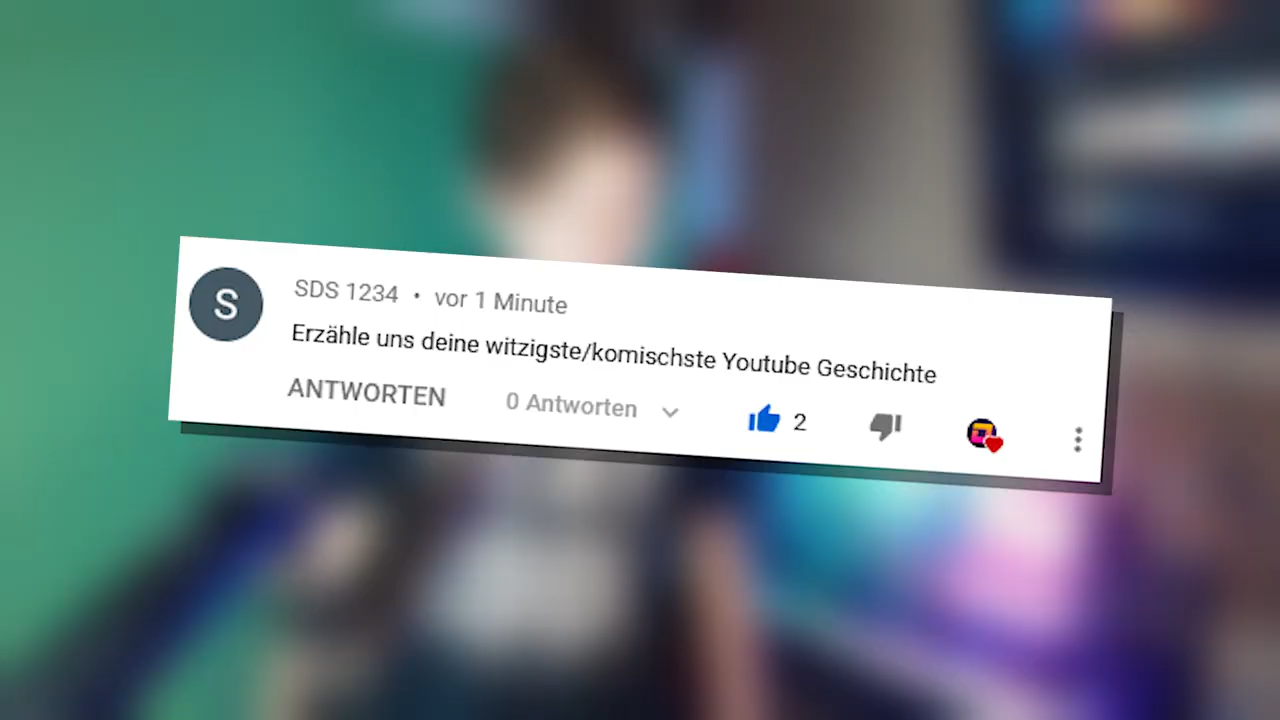 S
SDS 1234 • vor 1 Minute
Erzähle uns deine witzigste/komischste Youtube Geschichte
ANTWORTEN 0 Antworten 2